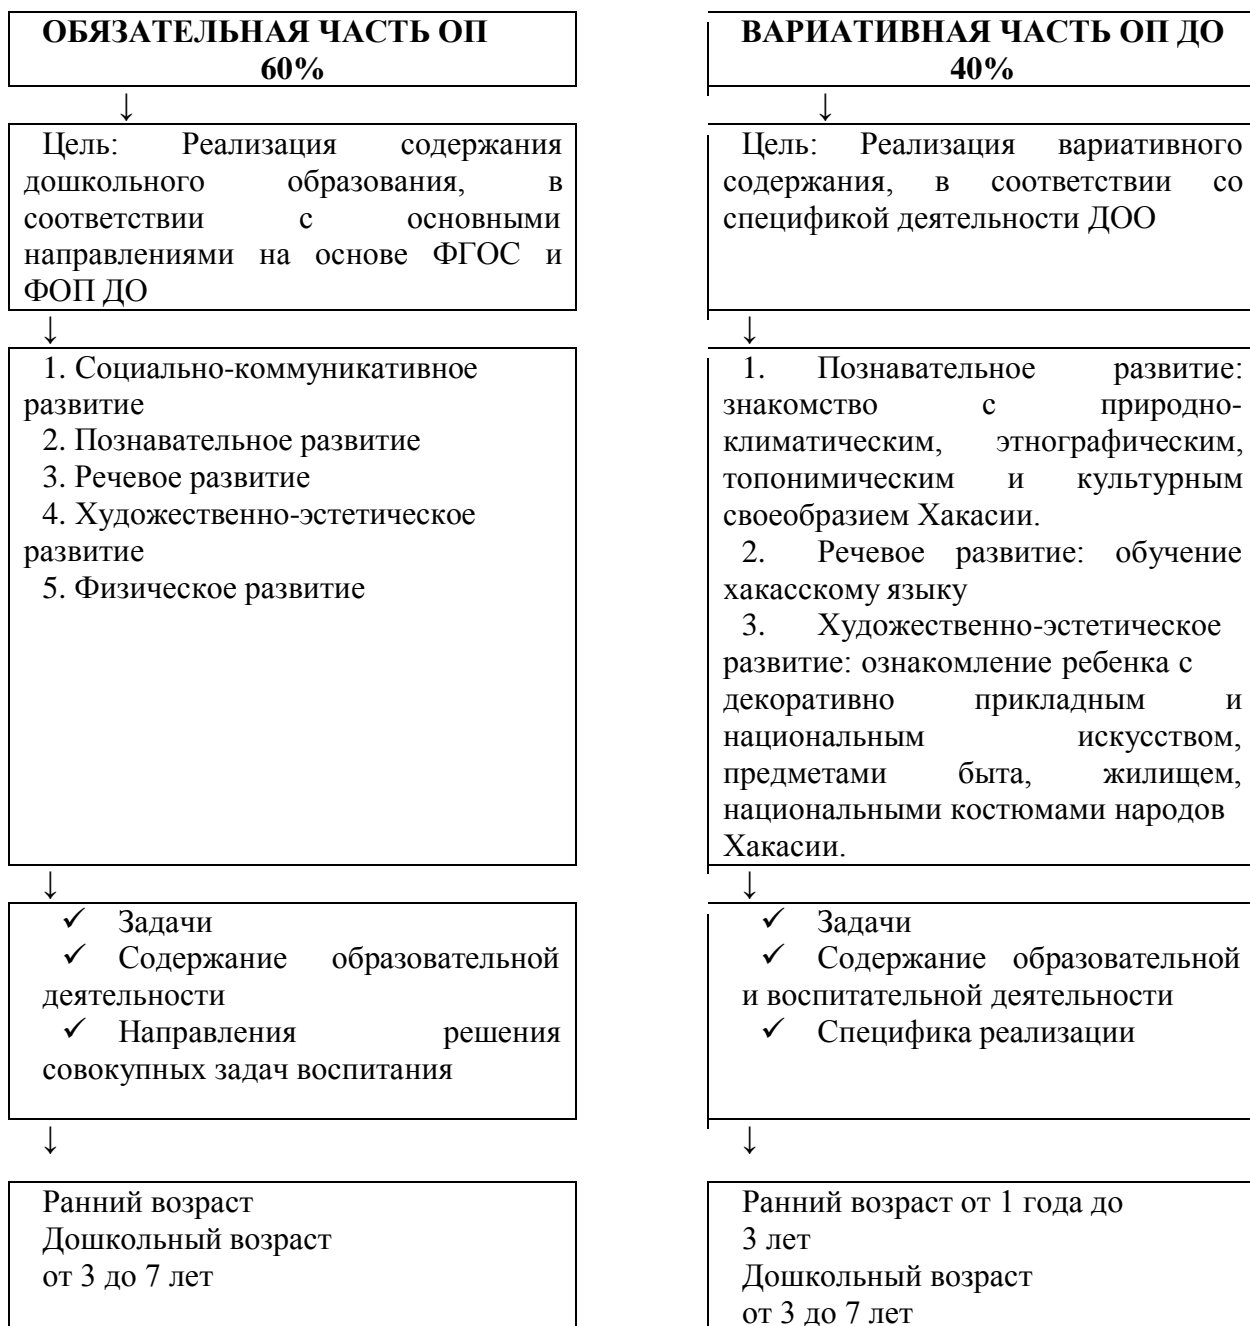 ОБЯЗАТЕЛЬНАЯ ЧАСТЬ ОП
60%
↓
Цель: Реализация содержания
дошкольного образования, в
соответствии с основными
направлениями на основе ФГОС и
ФОП ДО
↓
1. Социально-коммуникативное
развитие
2. Познавательное развитие
3. Речевое развитие
4. Художественно-эстетическое
развитие
5. Физическое развитие
↓
✓ Задачи
✓ Содержание образовательной
деятельности
✓ Направления решения
совокупных задач воспитания
↓
Ранний возраст
Дошкольный возраст
от 3 до 7 лет
ВАРИАТИВНАЯ ЧАСТЬ ОП ДО
40%
↓
Цель: Реализация вариативного
содержания, в соответствии со
спецификой деятельности ДОО
↓
1. Познавательное развитие:
знакомство с природно-
климатическим, этнографическим,
топонимическим и культурным
своеобразием Хакасии.
2. Речевое развитие: обучение
хакасскому языку
3. Художественно-эстетическое
развитие: ознакомление ребенка с
декоративно прикладным и
национальным искусством,
предметами быта, жилищем,
национальными костюмами народов
Хакасии.
↓
✓ Задачи
✓ Содержание образовательной
и воспитательной деятельности
✓ Специфика реализации
↓
Ранний возраст от 1 года до
3 лет
Дошкольный возраст
от 3 до 7 лет